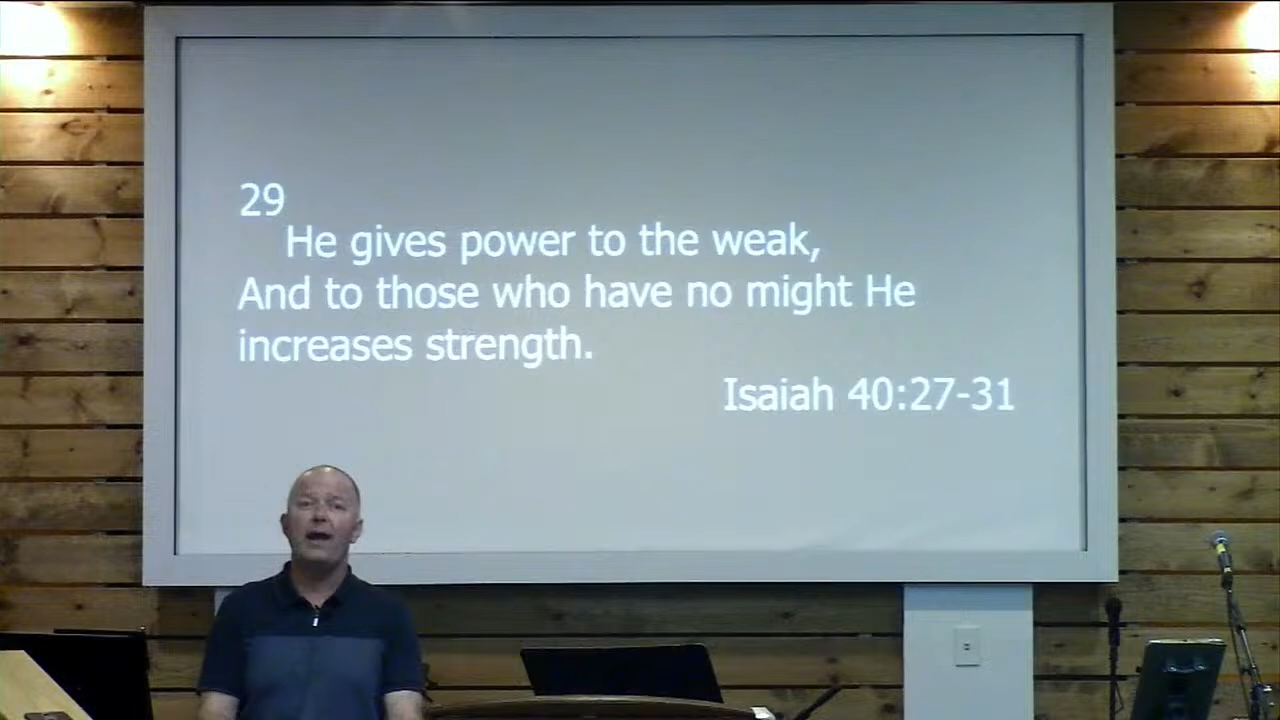 29
He gives power to the weak,
And to those who have no might He
increases strength.
Isaiah 40:27-31